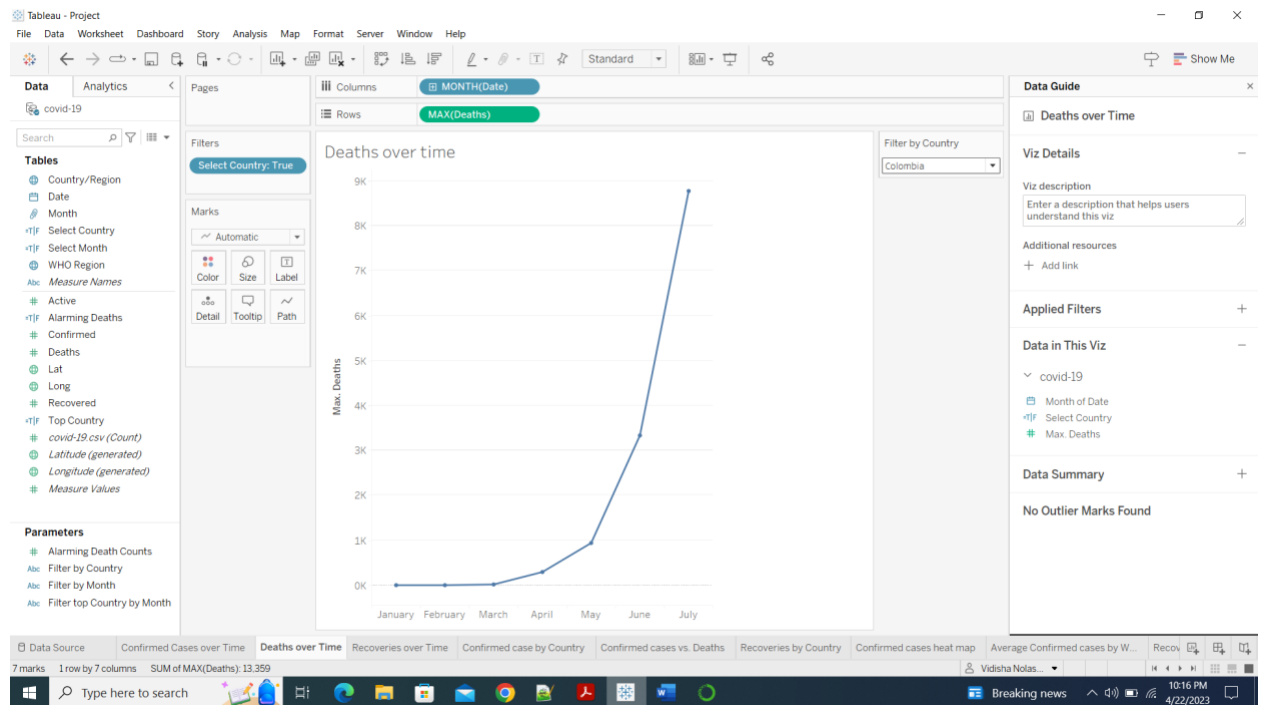 Tableau - Project
File Data Worksheet Dashboard Story Analysis Map Format Server Window Help
Standard
Show Me
Data Analytics
covid-19
Search
Tables
Country/Region
Date
Month
=T|F Select Country
=T|F Select Month
WHO Region
Abc Measure Names
# Active
=T|F Alarming Deaths
# Confirmed
# Deaths
Lat
Long
# Recovered
=T|F Top Country
# covid-19.csv (Count)
Latitude (generated)
Longitude (generated)
# Measure Values
Parameters
# Alarming Death Counts
Abc Filter by Country
Abc Filter by Month
Abc Filter top Country by Month
Pages
Filters
Select Country: True
Marks
Automatic
Color Size Label
Detail Tooltip Path
Columns MONTH(Date)
Rows MAX(Deaths)
Deaths over time
Max. Deaths
9K
8K
7K
6K
5K
4K
3K
2K
1K
0K
January February March April May June July
Filter by Country
Colombia
Data Guide
Deaths over Time
Viz Details
Viz description
Enter a description that helps users
understand this viz
Additional resources
+ Add link
Applied Filters
Data in This Viz
covid-19
Month of Date
=T|F Select Country
# Max. Deaths
Data Summary
No Outlier Marks Found
Data Source Confirmed Cases over Time Deaths over Time Recoveries over Time Confirmed case by Country Confirmed cases vs. Deaths Recoveries by Country Confirmed cases heat map Average Confirmed cases by W... Recov
7 marks 1 row by 7 columns SUM of MAX(Deaths): 13,359
Vidisha Nolas...
Type here to search
Breaking news
10:16 PM
4/22/2023